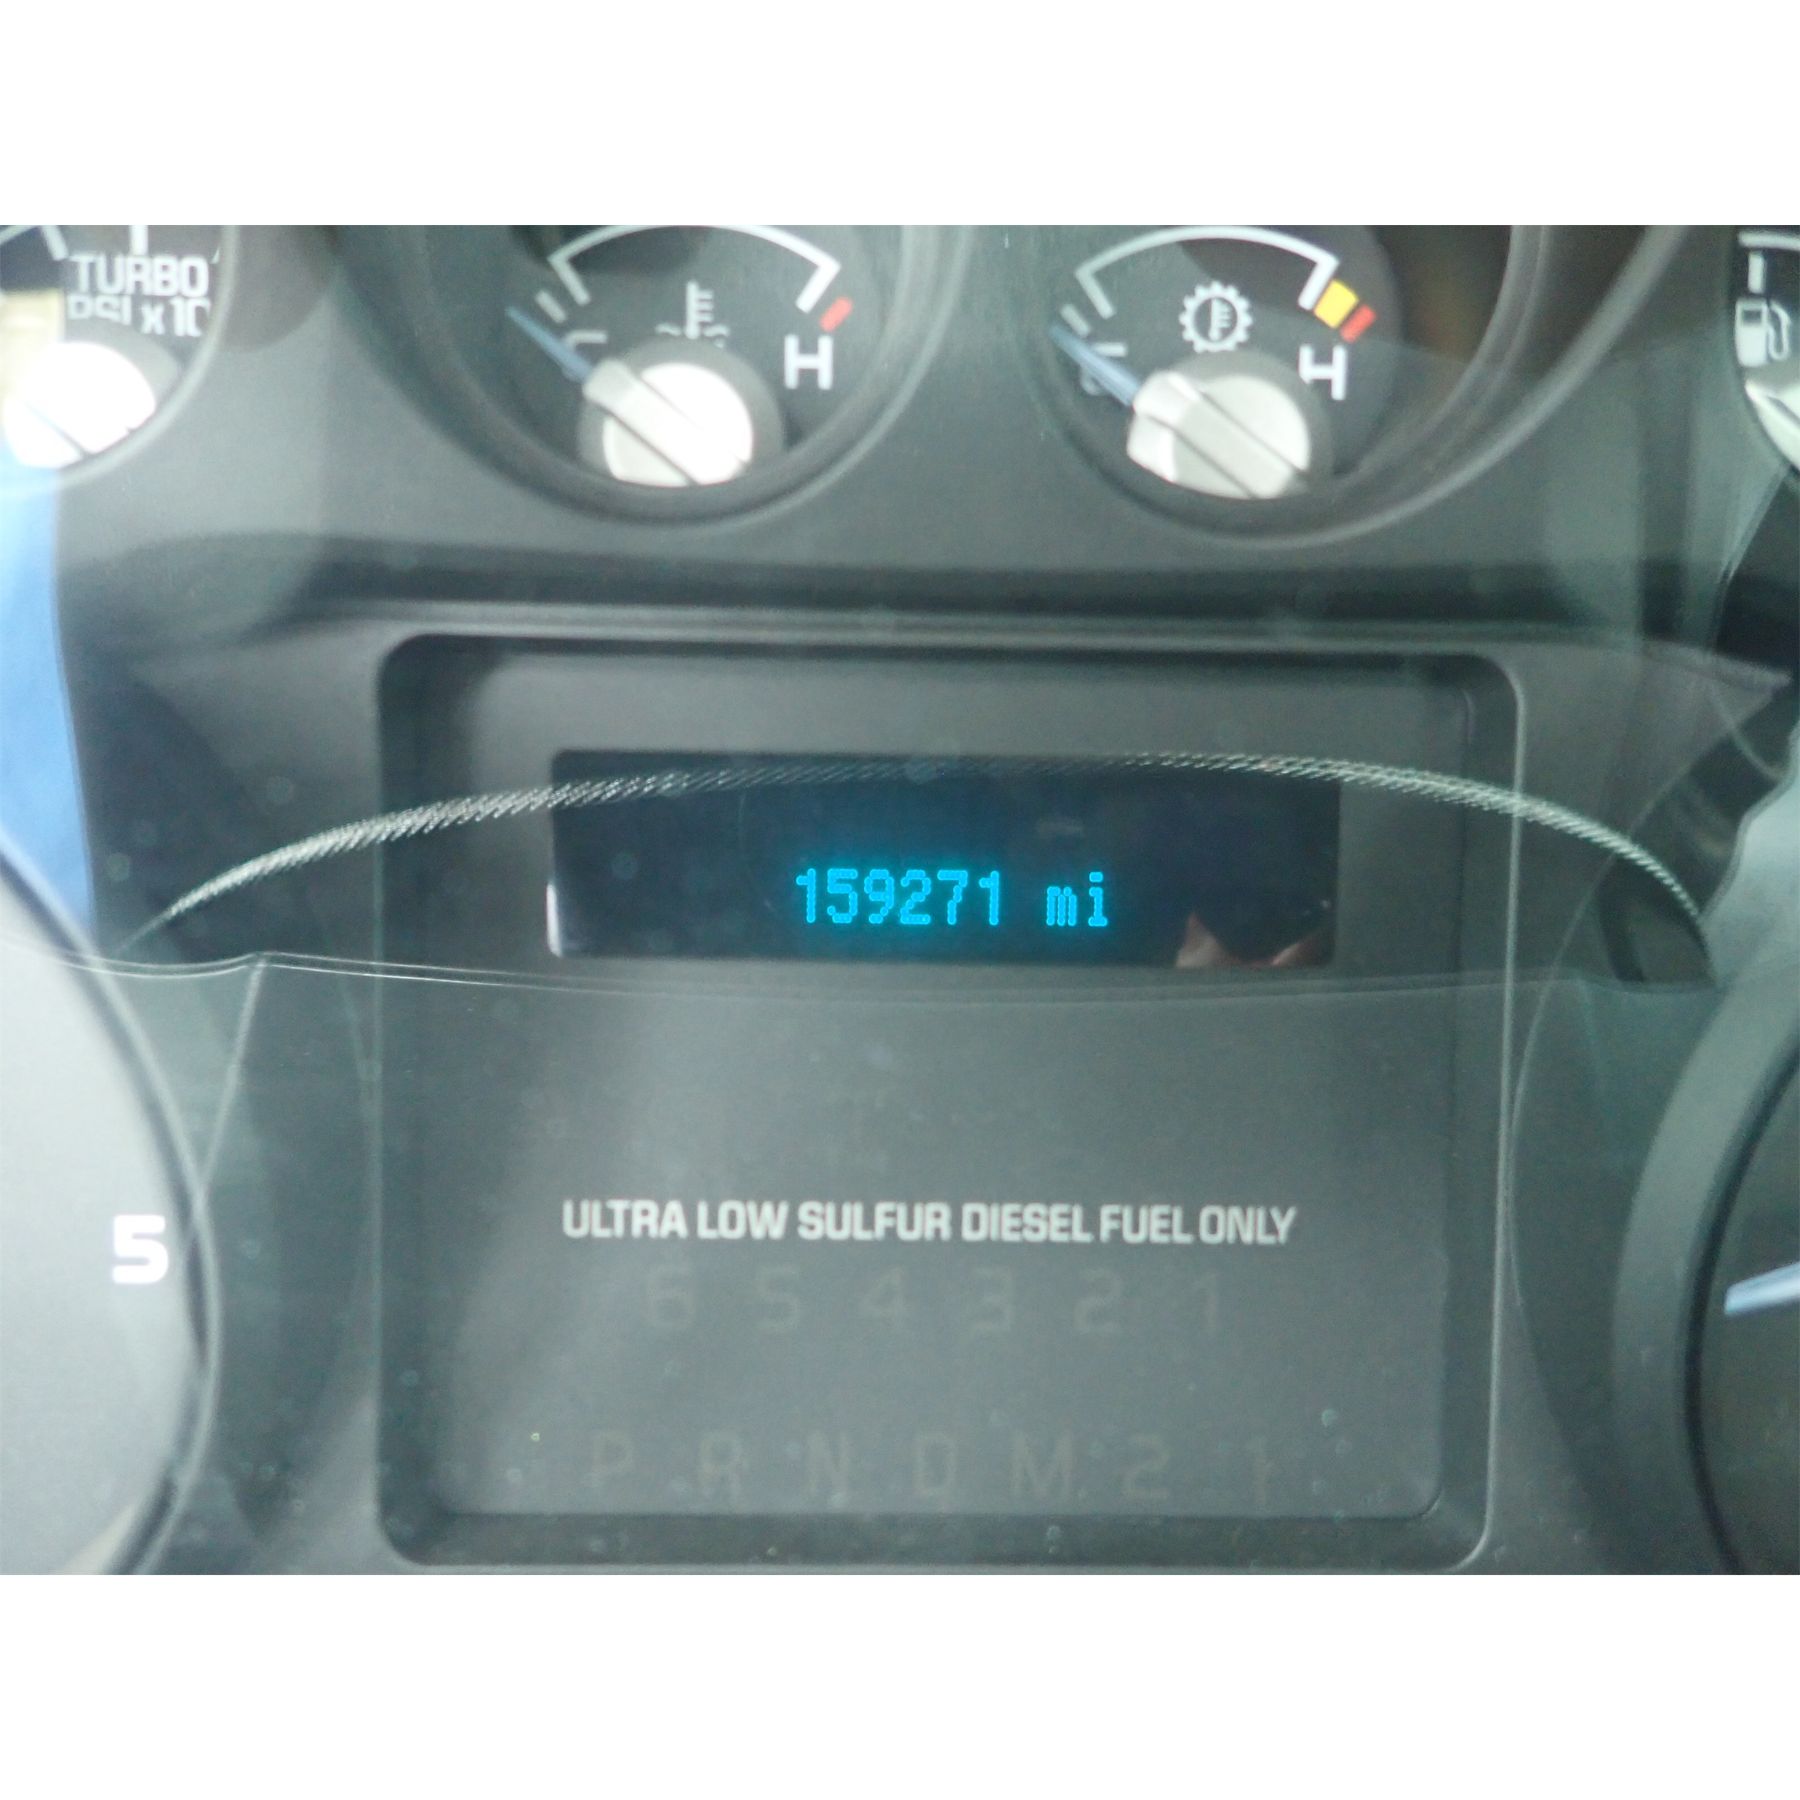 TURBO
PSI x 10
H
H
159271 mi
5
ULTRA LOW SULFUR DIESEL FUEL ONLY
6 5 4 3 2 1
P R N D M 2 1